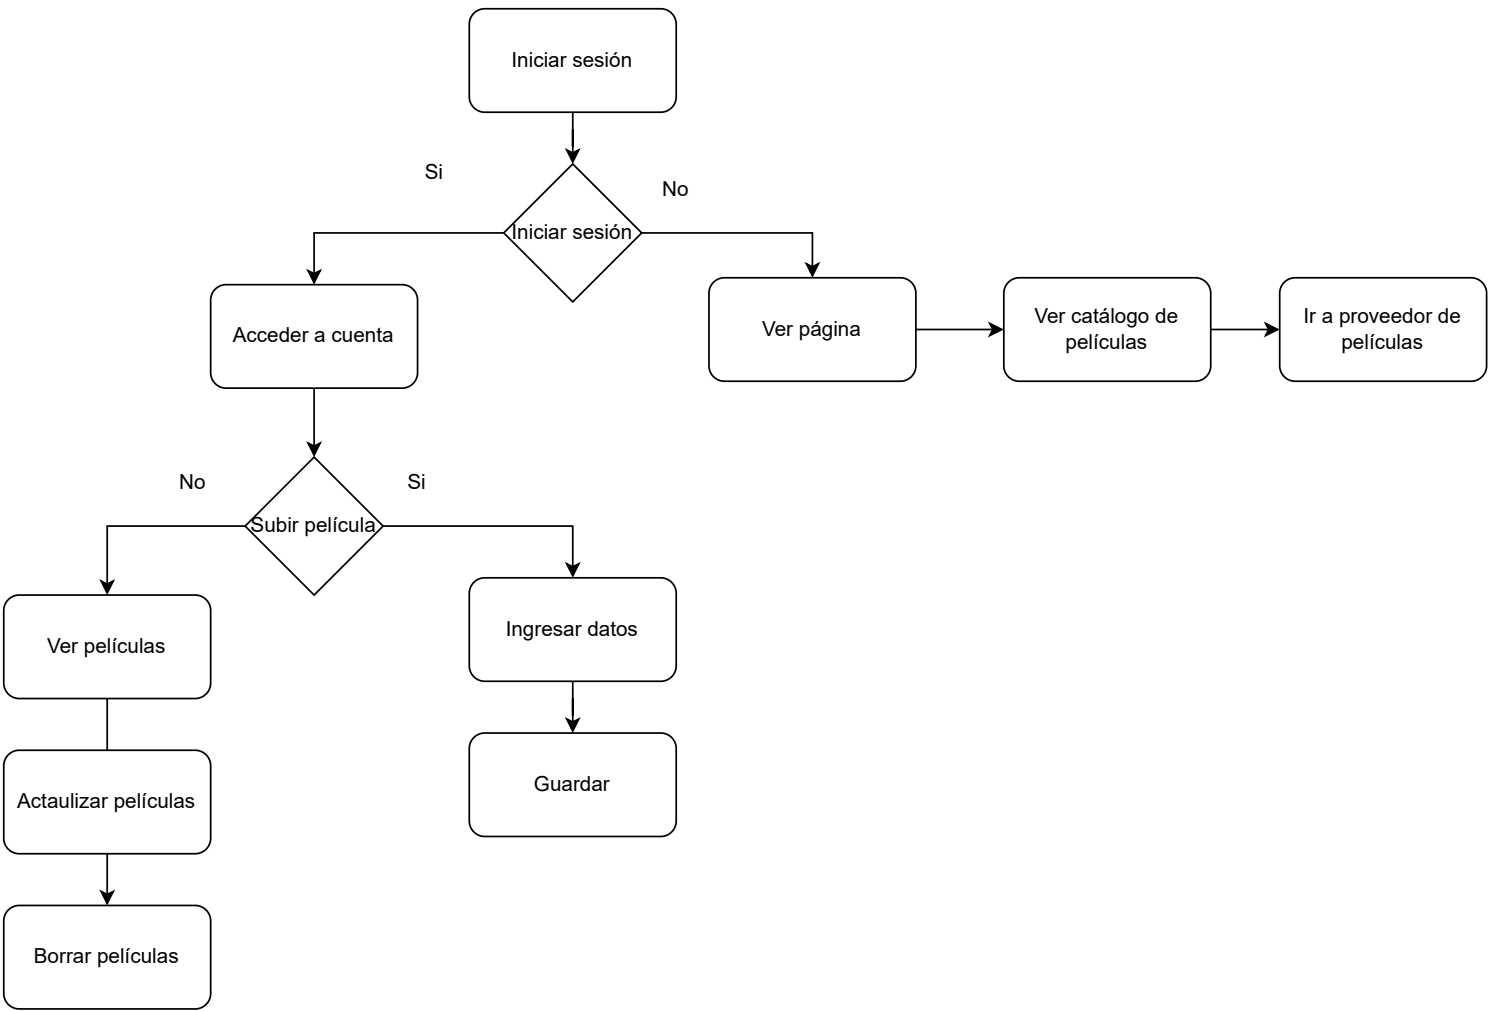 Iniciar sesión
Si
No
Iniciar sesión
Acceder a cuenta
Ver página
Ver catálogo de
películas
Ir a proveedor de
películas
No
Si
Subir película
Ver películas
Ingresar datos
Actaulizar películas
Guardar
Borrar películas